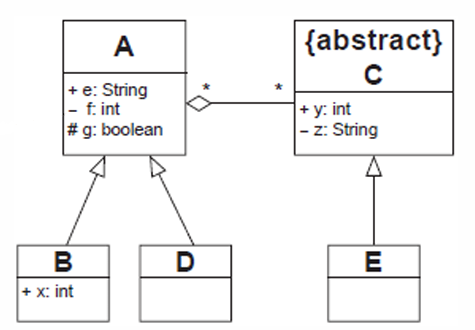 A
+ e: String
– f: int
# g: boolean
* *
{abstract}
C
+ y: int
– z: String
B
+ x: int
D
E